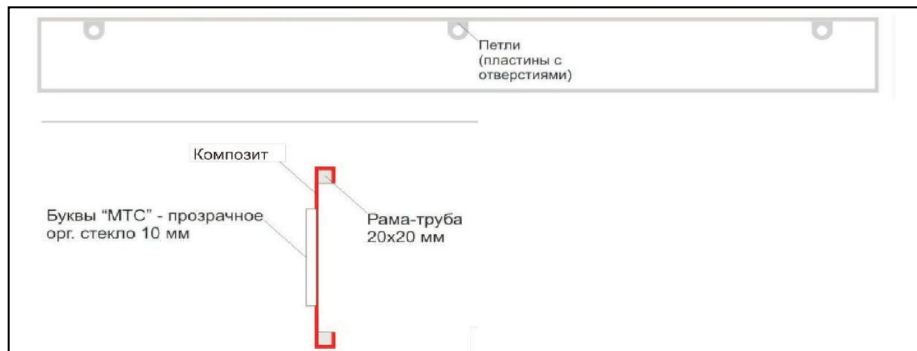 Петли
(пластины с
отверстиями)
Композит
Буквы “МТС” - прозрачное
орг. стекло 10 мм
Рама-труба
20х20 мм